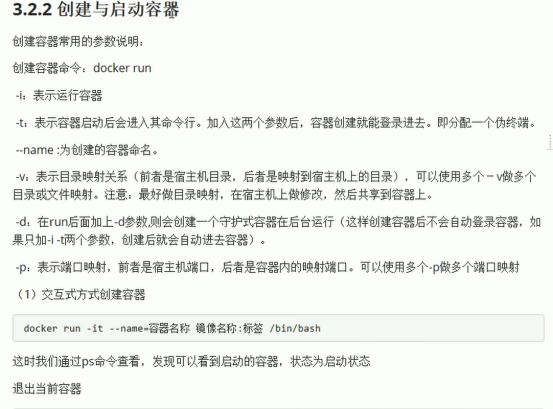 3.2.2 创建与启动容器
创建容器常用的参数说明：
创建容器命令：docker run
-i：表示运行容器
-t：表示容器启动后会进入其命令行。加入这两个参数后，容器创建就能登录进去。即分配一个伪终端。
--name :为创建的容器命名。
-v：表示目录映射关系（前者是宿主机目录，后者是映射到宿主机上的目录），可以使用多个－v做多个
目录或文件映射。注意：最好做目录映射，在宿主机上做修改，然后共享到容器上。
-d：在run后面加上-d参数,则会创建一个守护式容器在后台运行（这样创建容器后不会自动登录容器，如
果只加-i -t两个参数，创建后就会自动进去容器）。
-p：表示端口映射，前者是宿主机端口，后者是容器内的映射端口。可以使用多个-p做多个端口映射
（1）交互式方式创建容器
docker run -it --name=容器名称 镜像名称:标签 /bin/bash
这时我们通过ps命令查看，发现可以看到启动的容器，状态为启动状态
退出当前容器